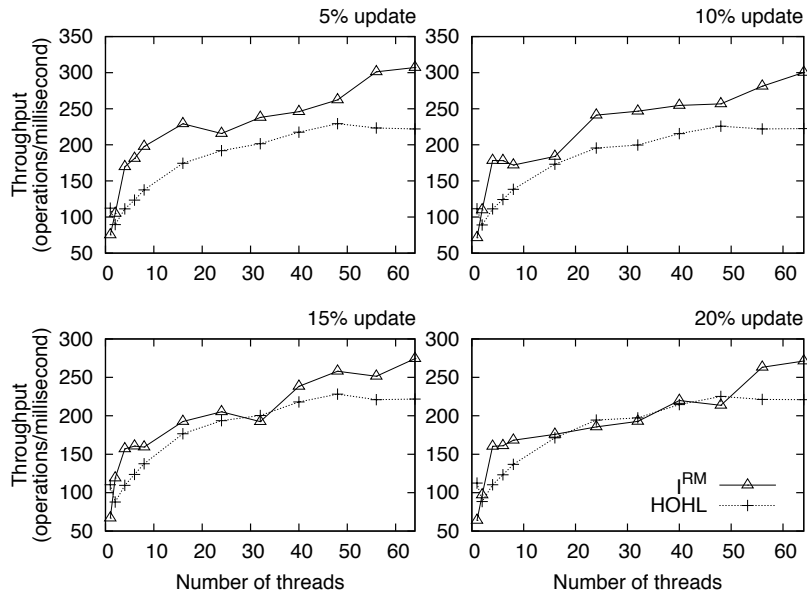 5% update
10% update
350
300
250
200
150
100
50
0 10 20 30 40 50 60
350
300
250
200
150
100
50
0 10 20 30 40 50 60
Throughput
(operations/millisecond)
15% update
20% update
300
250
200
150
100
50
0 10 20 30 40 50 60
300
250
200
150
100
50
0 10 20 30 40 50 60
Throughput
(operations/millisecond)
Number of threads
Number of threads
I^RM
HOHL